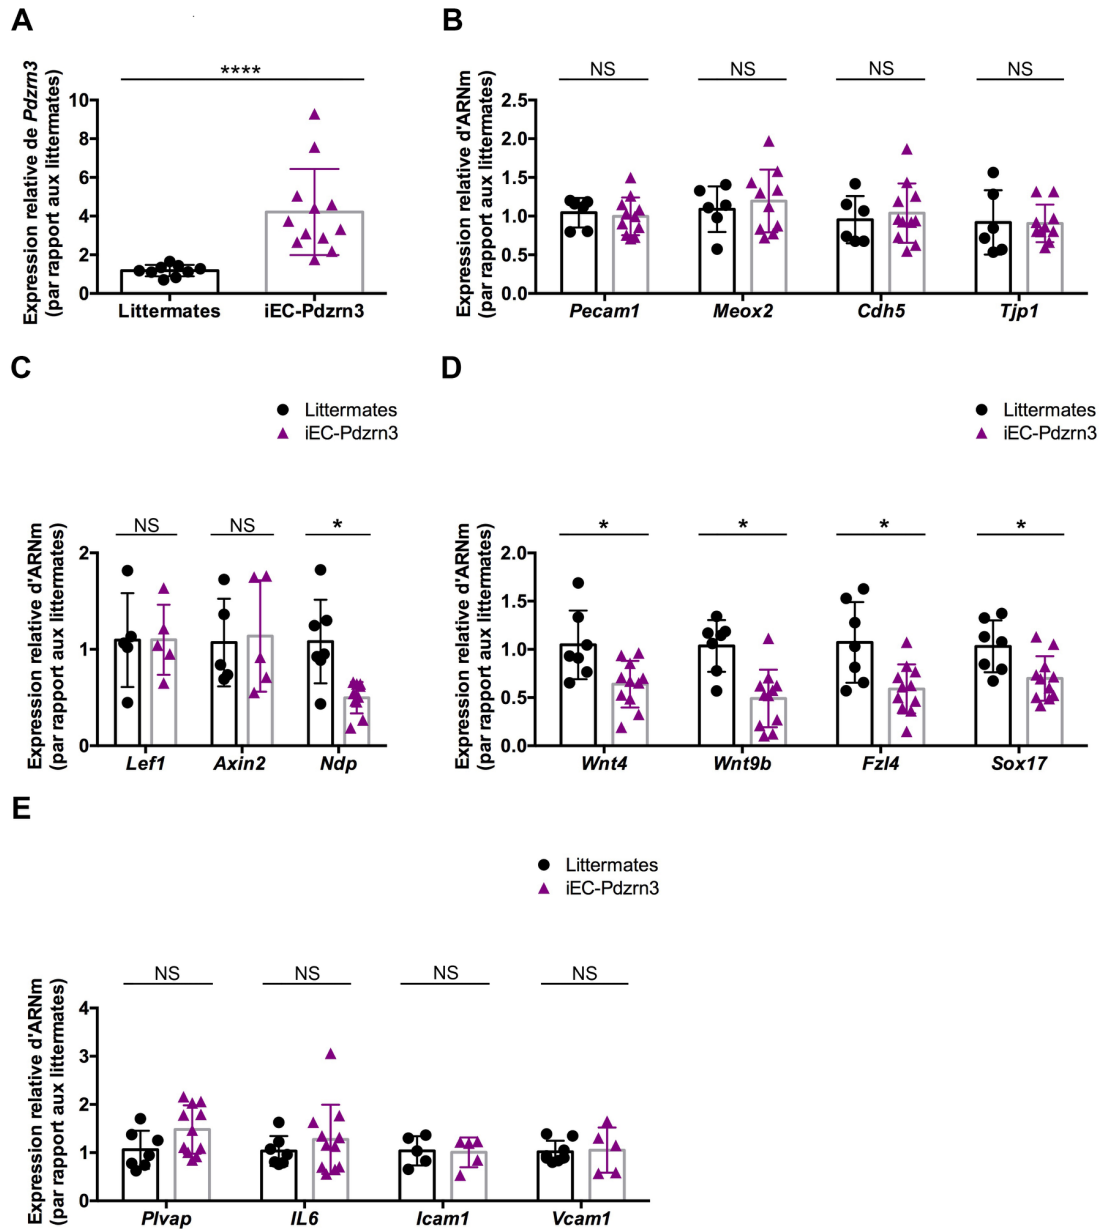 A
****
Expression relative de Pdzrn3
(par rapport aux littermates)
10
8
6
4
2
0
Littermates
iEC-Pdzrn3
B
NS
NS
NS
NS
Expression relative d'ARNm
(par rapport aux littermates)
2.5
2.0
1.5
1.0
0.5
0.0
Pecam1
Meox2
Cdh5
Tjp1
C
Littermates
iEC-Pdzrn3
NS
NS
*
Expression relative d'ARNm
(par rapport aux littermates)
2
1
0
Lef1
Axin2
Ndp
D
Littermates
iEC-Pdzrn3
*
*
*
*
Expression relative d'ARNm
(par rapport aux littermates)
2.0
1.5
1.0
0.5
0.0
Wnt4
Wnt9b
Fzl4
Sox17
E
Littermates
iEC-Pdzrn3
NS
NS
NS
NS
Expression relative d'ARNm
(par rapport aux littermates)
4
3
2
1
0
Plvap
IL6
Icam1
Vcam1